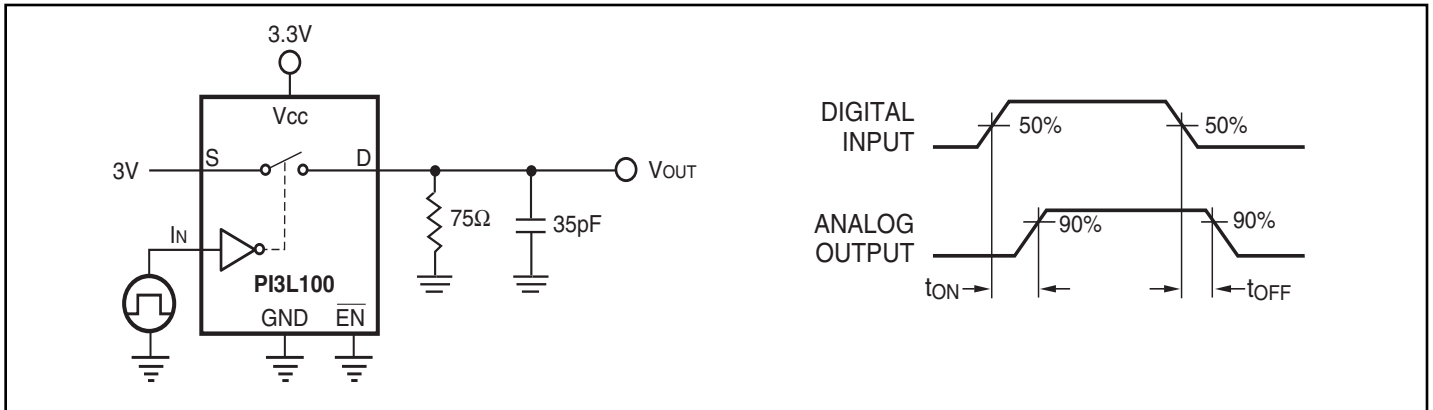 3.3V
Vcc
S
D
3V
VOUT
75Ω
35pF
IN
PI3L100
GND
EN
DIGITAL
INPUT
50%
50%
ANALOG
OUTPUT
90%
90%
tON
tOFF